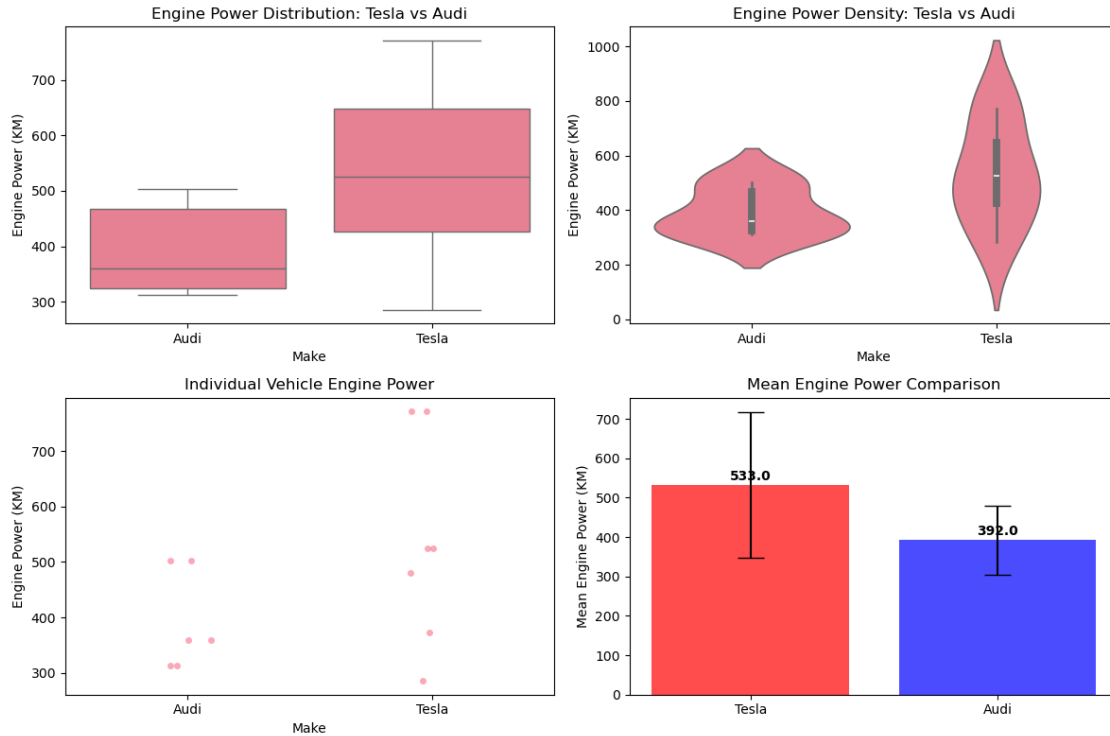 Engine Power Distribution: Tesla vs Audi
Engine Power (KM)
700
600
500
400
300
Audi
Tesla
Make
Engine Power Density: Tesla vs Audi
Engine Power (KM)
1000
800
600
400
200
0
Audi
Tesla
Make
Individual Vehicle Engine Power
Engine Power (KM)
700
600
500
400
300
Audi
Tesla
Make
Mean Engine Power Comparison
Mean Engine Power (KM)
700
600
500
400
300
200
100
0
533.0
392.0
Tesla
Audi